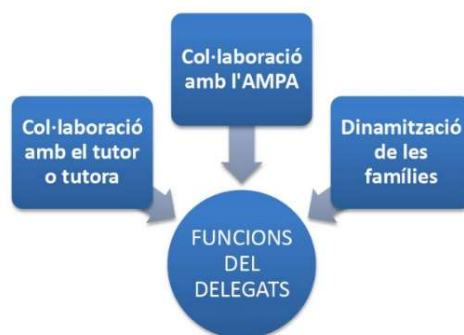 Col·laboració
amb l'AMPA
Col·laboració
amb el tutor
o tutora
Dinamització
de les
famílies
FUNCIONS
DEL
DELEGATS